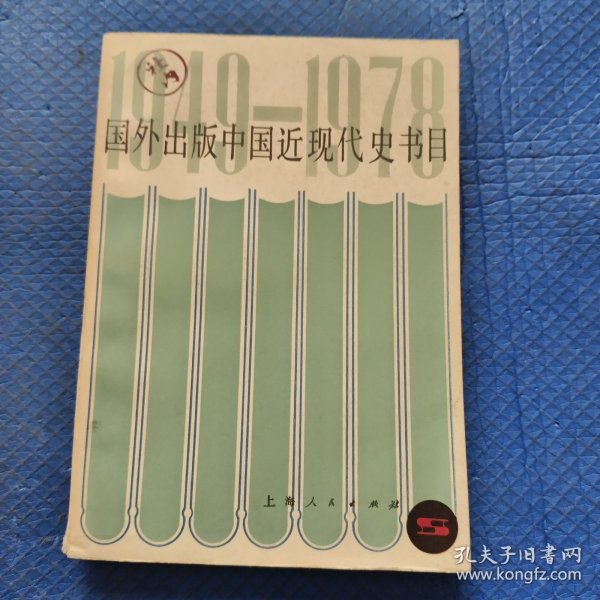 1949—1978
国外出版中国近现代史书目
上海人民出版社
孔夫子旧书网
www.kongfz.com